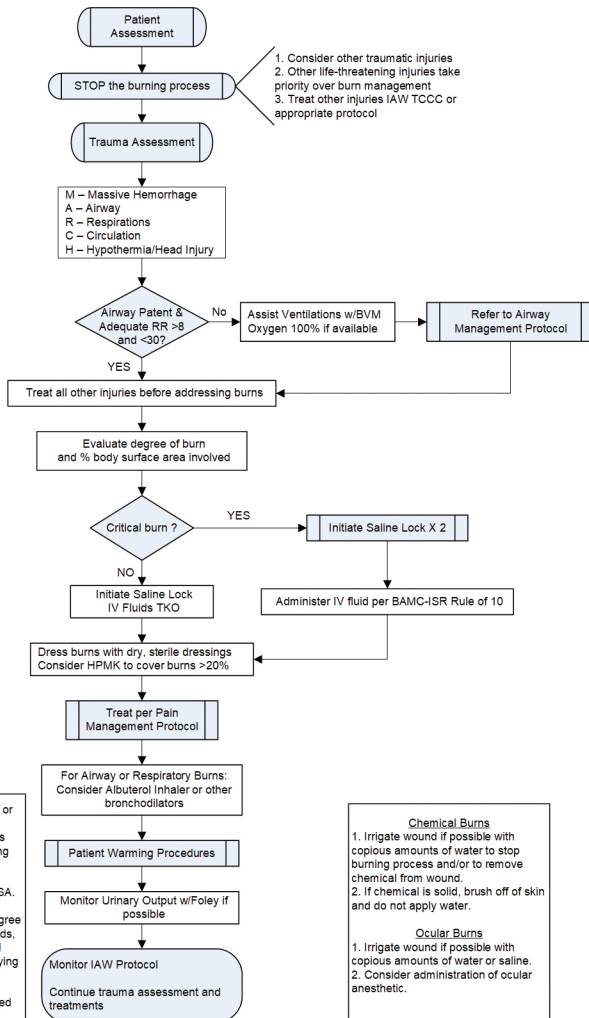 Patient
Assessment
STOP the burning process
1. Consider other traumatic injuries
2. Other life-threatening injuries take
priority over burn management
3. Treat other injuries IAW TCCC or
appropriate protocol
Trauma Assessment
M – Massive Hemorrhage
A – Airway
R – Respirations
C – Circulation
H – Hypothermia/Head Injury
Airway Patent &
Adequate RR >8
and <30?
No
Assist Ventilations w/BVM
Oxygen 100% if available
Refer to Airway
Management Protocol
YES
Treat all other injuries before addressing burns
Evaluate degree of burn
and % body surface area involved
Critical burn ?
YES
Initiate Saline Lock X 2
NO
Initiate Saline Lock
IV Fluids TKO
Administer IV fluid per BAMC-ISR Rule of 10
Dress burns with dry, sterile dressings
Consider HPMK to cover burns >20%
Treat per Pain
Management Protocol
For Airway or Respiratory Burns:
Consider Albuterol Inhaler or other
bronchodilators
Patient Warming Procedures
Monitor Urinary Output w/Foley if
possible
Monitor IAW Protocol
Continue trauma assessment and
treatments
or
Chemical Burns
1. Irrigate wound if possible with
copious amounts of water to stop
burning process and/or to remove
chemical from wound.
2. If chemical is solid, brush off of skin
and do not apply water.
Ocular Burns
1. Irrigate wound if possible with
copious amounts of water or saline.
2. Consider administration of ocular
anesthetic.